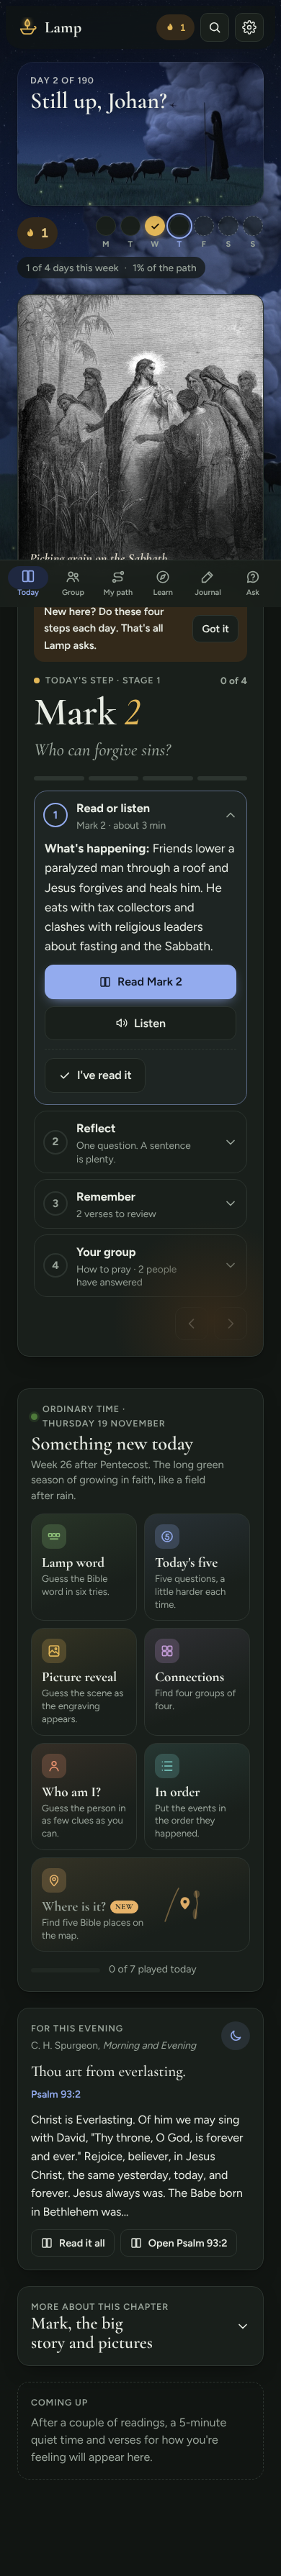 Lamp
1
DAY 2 OF 190
Still up, Johan?
1
M T W T F S S
1 of 4 days this week · 1% of the path
Picking grain on the Sabbath
Today Group My path Learn Journal Ask
New here? Do these four
steps each day. That's all
Lamp asks.
Got it
TODAY'S STEP · STAGE 1
0 of 4
Mark 2
Who can forgive sins?
1
Read or listen
Mark 2 · about 3 min
What's happening: Friends lower a
paralyzed man through a roof and
Jesus forgives and heals him. He
eats with tax collectors and
clashes with religious leaders
about fasting and the Sabbath.
Read Mark 2
Listen
I've read it
2
Reflect
One question. A sentence
is plenty.
3
Remember
2 verses to review
4
Your group
How to pray · 2 people
have answered
ORDINARY TIME ·
THURSDAY 19 NOVEMBER
Something new today
Week 26 after Pentecost. The long green
season of growing in faith, like a field
after rain.
Lamp word
Guess the Bible
word in six tries.
5
Today's five
Five questions, a
little harder each
time.
Picture reveal
Guess the scene as
the engraving
appears.
Connections
Find four groups of
four.
Who am I?
Guess the person in
as few clues as you
can.
In order
Put the events in
the order they
happened.
Where is it? NEW
Find five Bible places on
the map.
0 of 7 played today
FOR THIS EVENING
C. H. Spurgeon, Morning and Evening
Thou art from everlasting.
Psalm 93:2
Christ is Everlasting. Of him we may sing
with David, "Thy throne, O God, is forever
and ever." Rejoice, believer, in Jesus
Christ, the same yesterday, today, and
forever. Jesus always was. The Babe born
in Bethlehem was…
Read it all
Open Psalm 93:2
MORE ABOUT THIS CHAPTER
Mark, the big
story and pictures
COMING UP
After a couple of readings, a 5-minute
quiet time and verses for how you're
feeling will appear here.